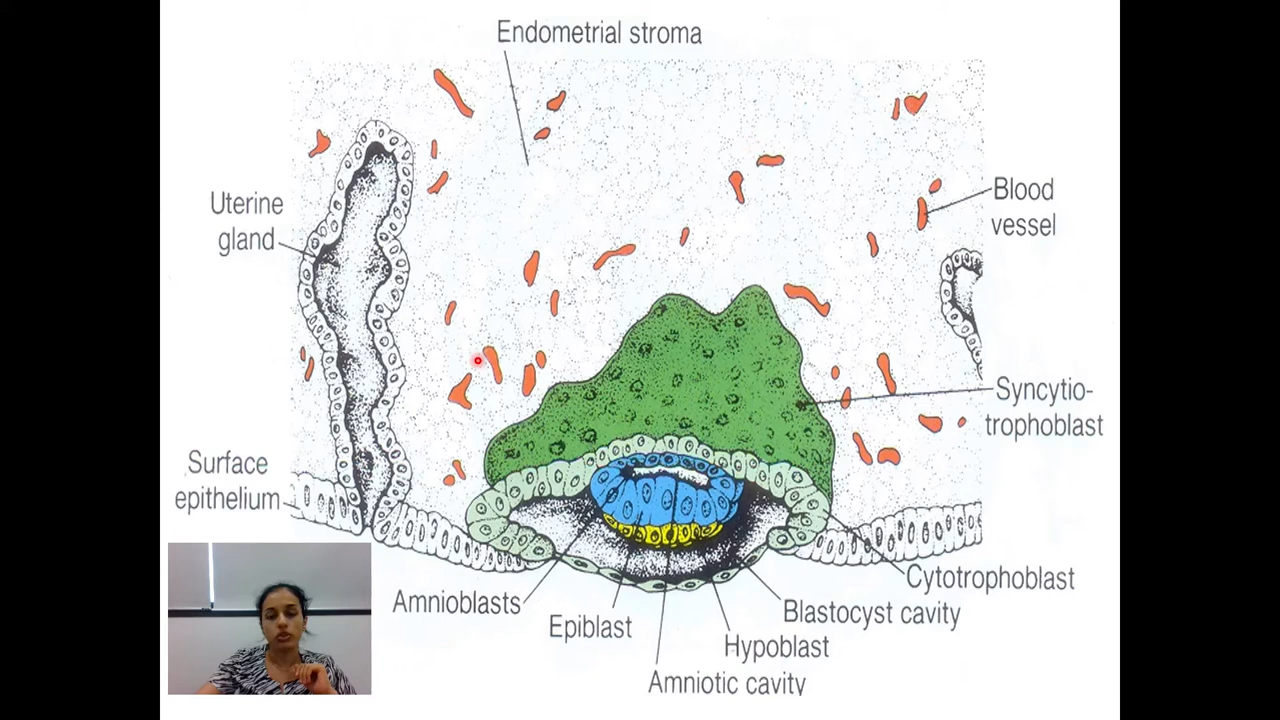 Endometrial stroma
Uterine
gland
Blood
vessel
Syncytio-
trophoblast
Surface
epithelium
Cytotrophoblast
Amnioblasts
Blastocyst cavity
Epiblast
Hypoblast
Amniotic cavity